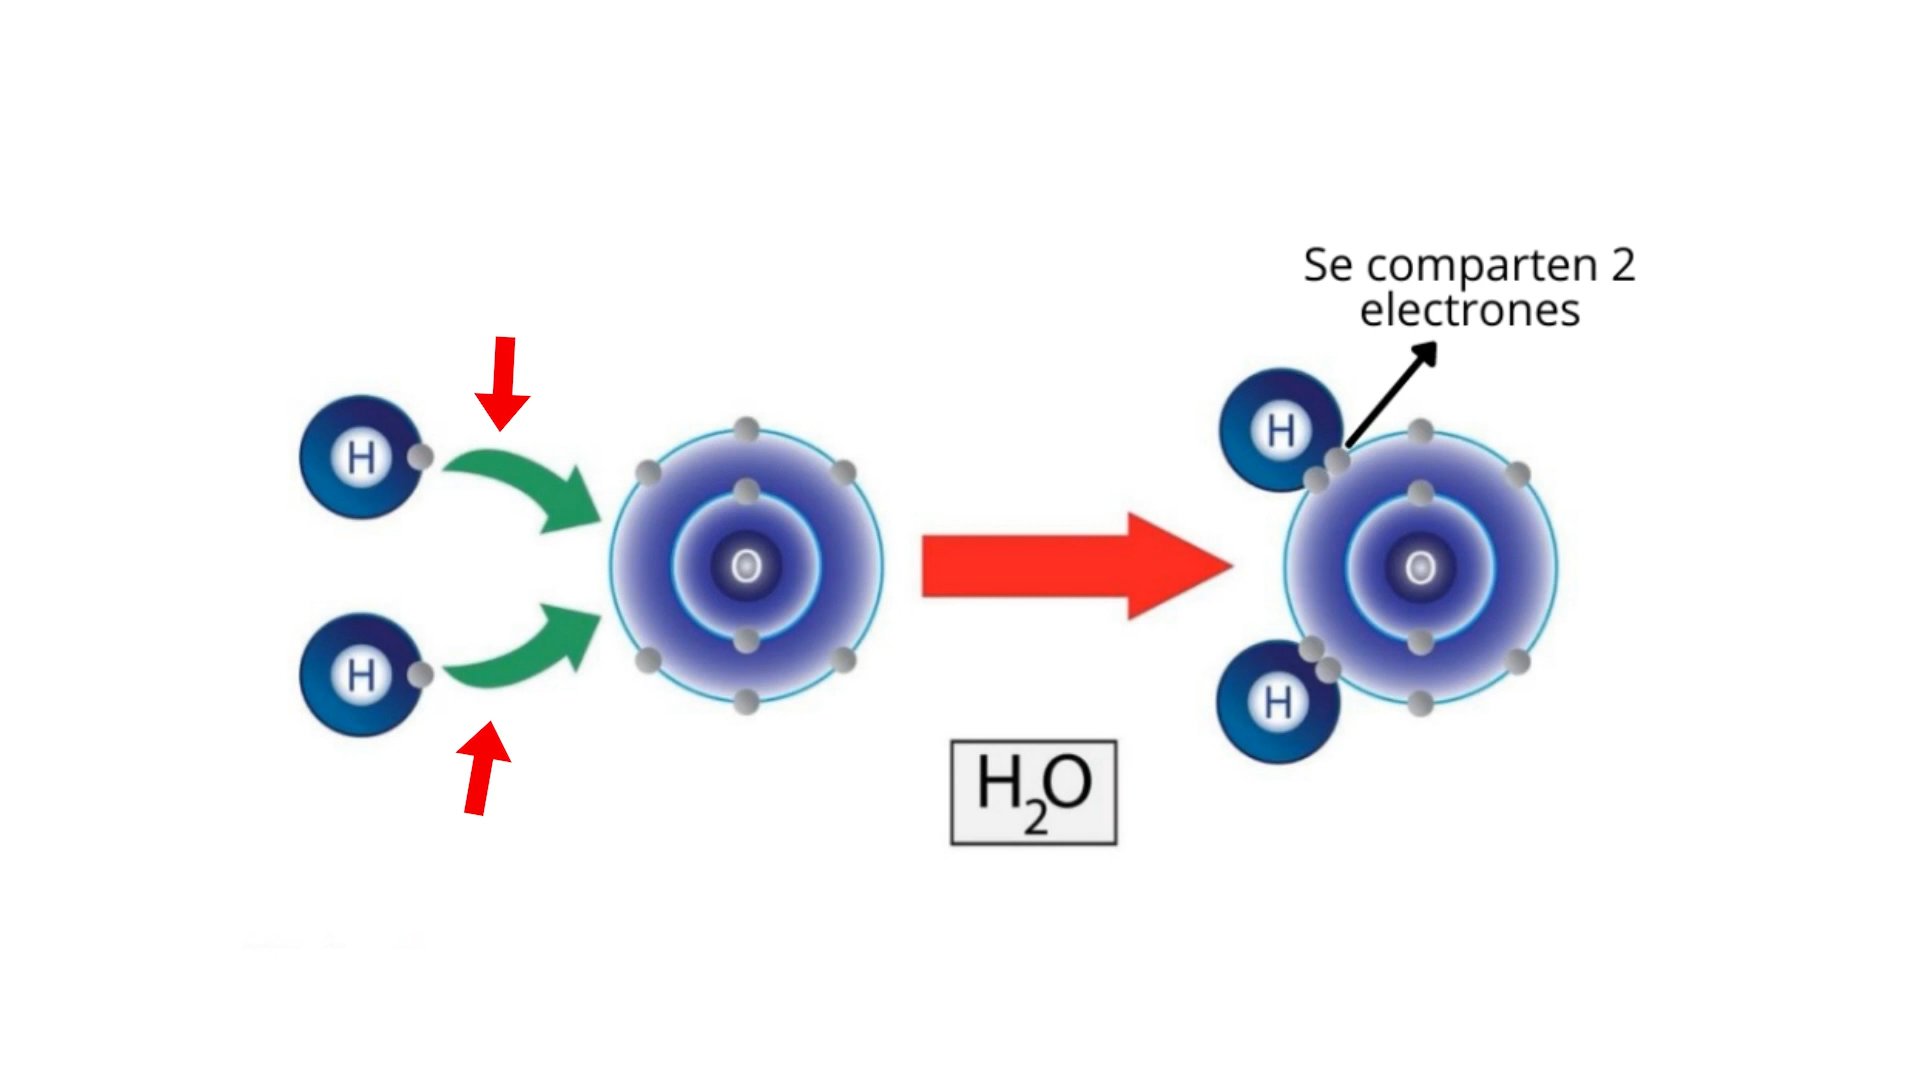 Se comparten 2
electrones
H
H
O
H
O
H
H₂O